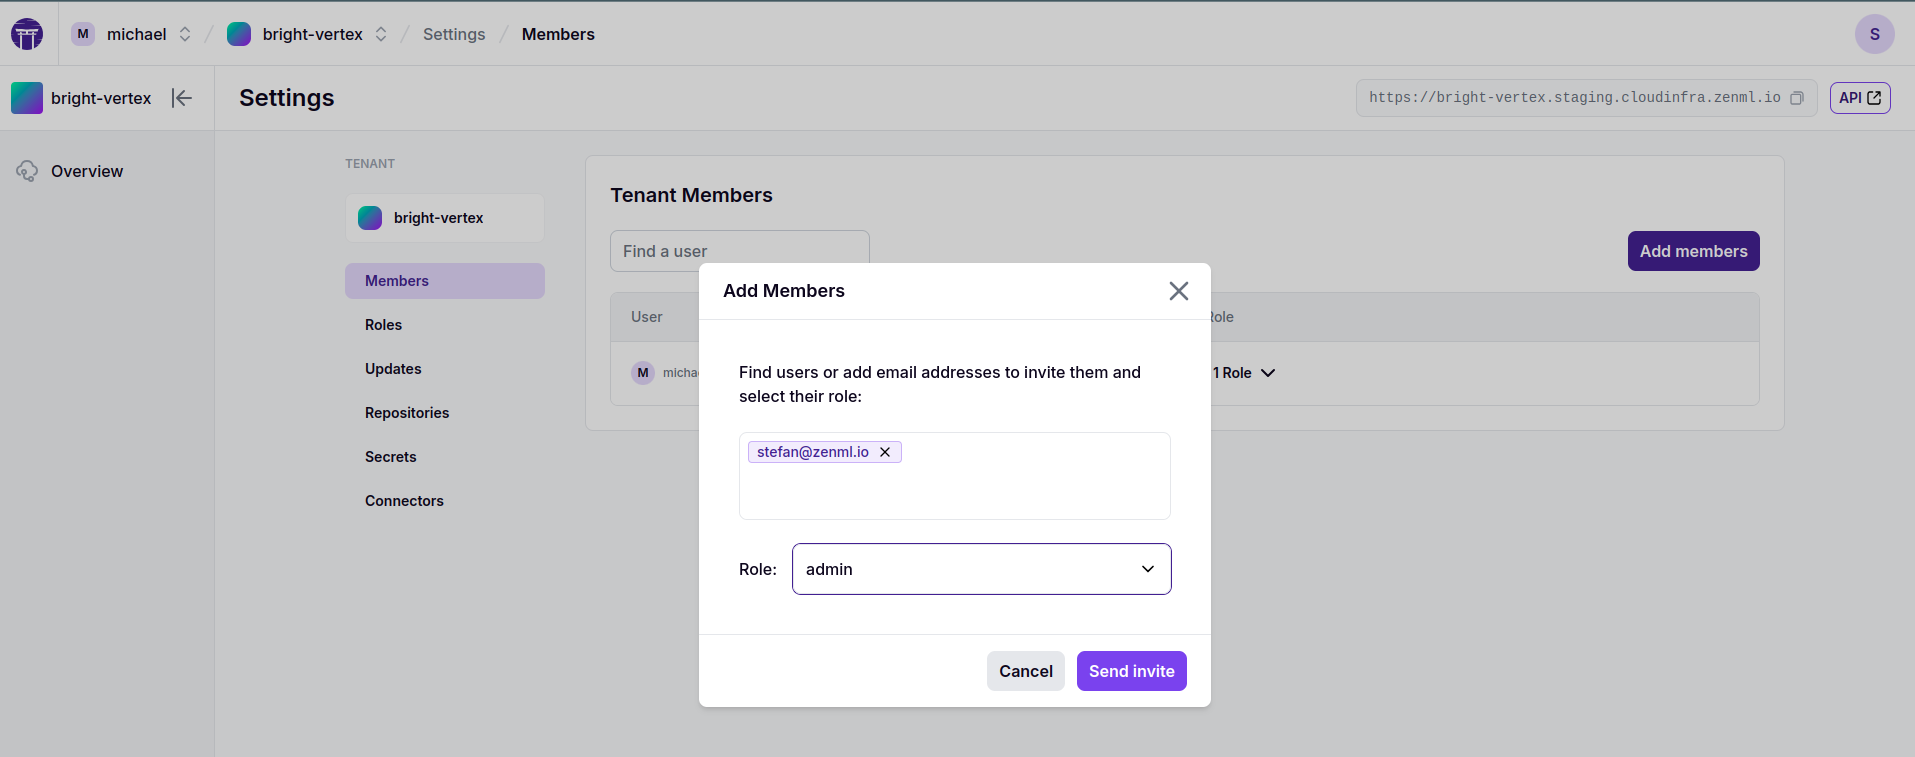 M michael / bright-vertex / Settings / Members
S
bright-vertex
Settings
https://bright-vertex.staging.cloudinfra.zenml.io
API
Overview
TENANT
bright-vertex
Members
Roles
Updates
Repositories
Secrets
Connectors
Tenant Members
Find a user
Add members
User
Role
M
1 Role
Add Members
Find users or add email addresses to invite them and
select their role:
stefan@zenml.io
Role:
admin
Cancel
Send invite